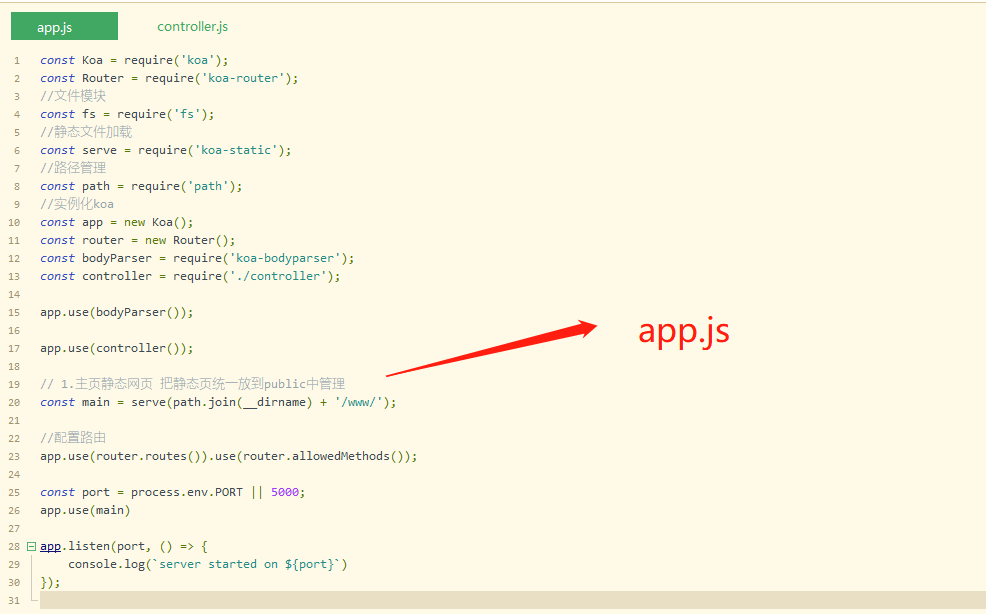 app.js controller.js
1 const Koa = require('koa');
2 const Router = require('koa-router');
3 //文件模块
4 const fs = require('fs');
5 //静态文件加载
6 const serve = require('koa-static');
7 //路径管理
8 const path = require('path');
9 //实例化koa
10 const app = new Koa();
11 const router = new Router();
12 const bodyParser = require('koa-bodyparser');
13 const controller = require('./controller');
14
15 app.use(bodyParser());
16
app.js
17 app.use(controller());
18
19 // 1.主页静态网页 把静态页统一放到public中管理
20 const main = serve(path.join(__dirname) + '/www/');
21
22 //配置路由
23 app.use(router.routes()).use(router.allowedMethods());
24
25 const port = process.env.PORT || 5000;
26 app.use(main)
27
28 app.listen(port, () => {
29     console.log(`server started on ${port}`)
30 });
31